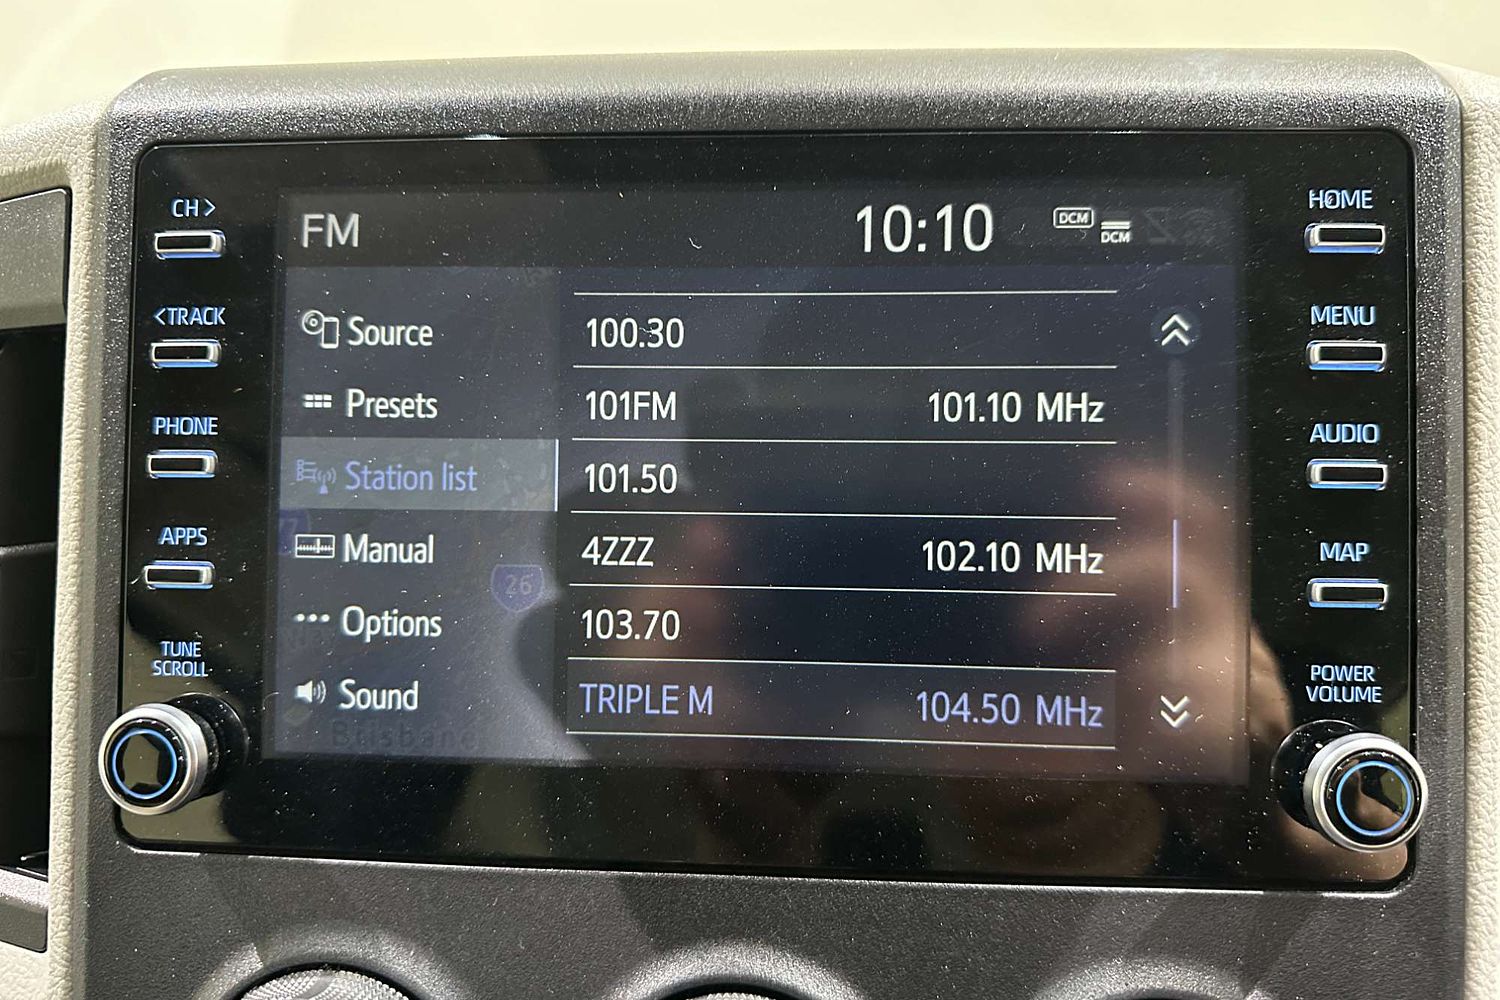 CH>
<TRACK
PHONE
APPS
TUNE
SCROLL
FM
10:10
DCM
DCM
Source
Presets
Station list
Manual
Options
Sound
100.30
101FM 101.10 MHz
101.50
4ZZZ 102.10 MHz
103.70
TRIPLE M 104.50 MHz
26
Brisbane
HOME
MENU
AUDIO
MAP
POWER
VOLUME